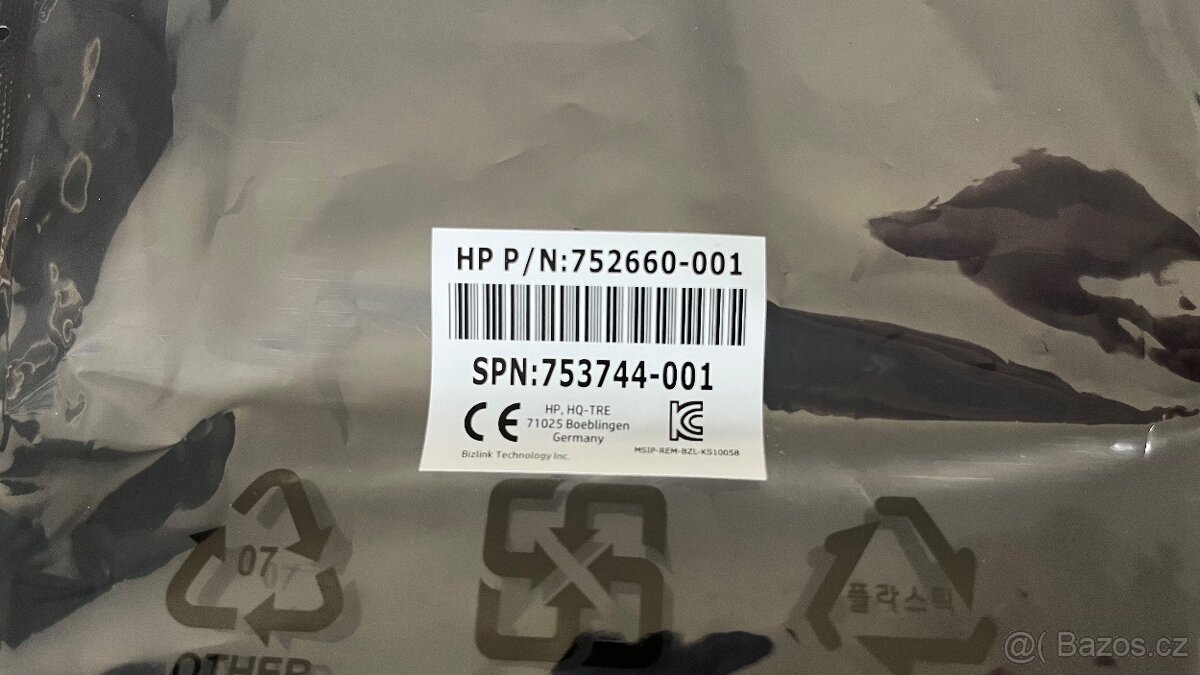 HP P/N:752660-001
SPN:753744-001
CE HP, HQ-TRE
71025 Boeblingen
Germany
Bizlink Technology Inc.
MSIP-REM-BZL-KS10058
07
OTHER
플라스틱
@( Bazos.cz